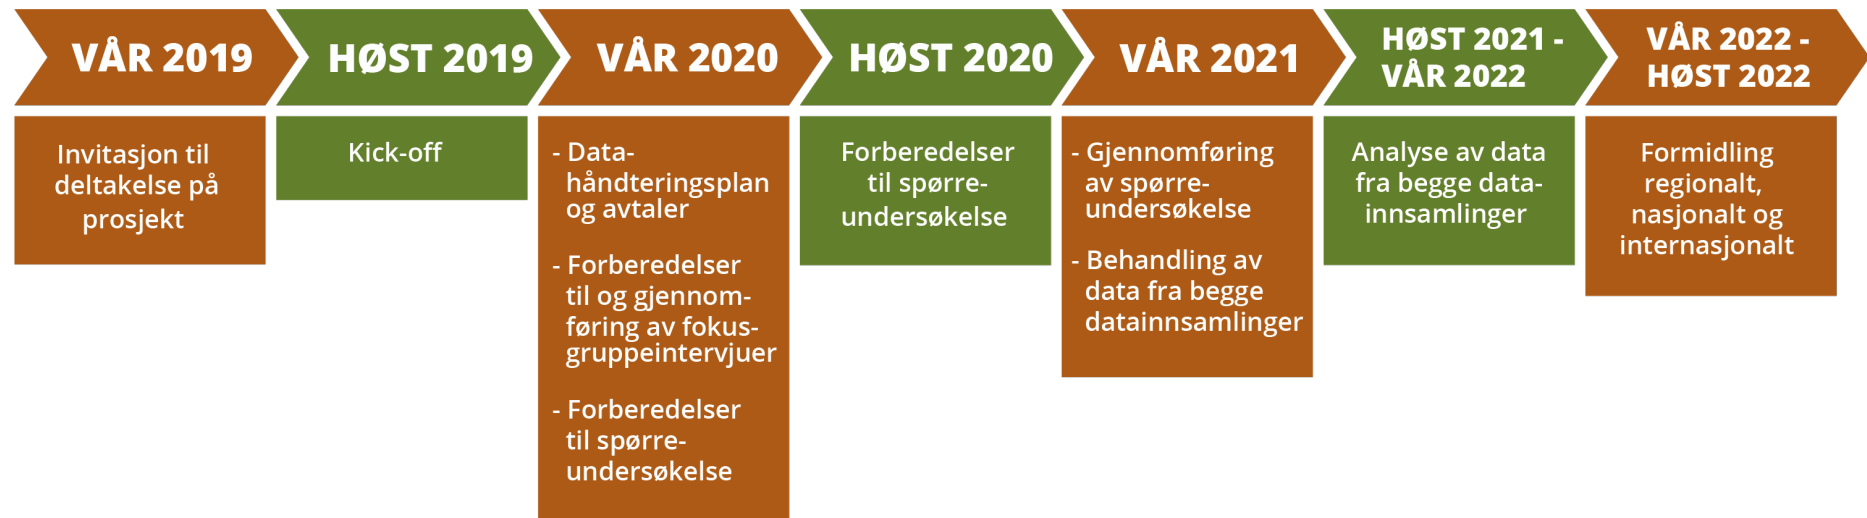 VÅR 2019
Invitasjon til
deltakelse på
prosjekt
HØST 2019
Kick-off
VÅR 2020
- Data-
håndteringsplan
og avtaler
- Forberedelser
til og gjennom-
føring av fokus-
gruppeintervjuer
- Forberedelser
til spørre-
undersøkelse
HØST 2020
Forberedelser
til spørre-
undersøkelse
VÅR 2021
- Gjennomføring
av spørre-
undersøkelse
- Behandling av
data fra begge
datainnsamlinger
HØST 2021 -
VÅR 2022
Analyse av data
fra begge data-
innsamlinger
VÅR 2022 -
HØST 2022
Formidling
regionalt,
nasjonalt og
internasjonalt